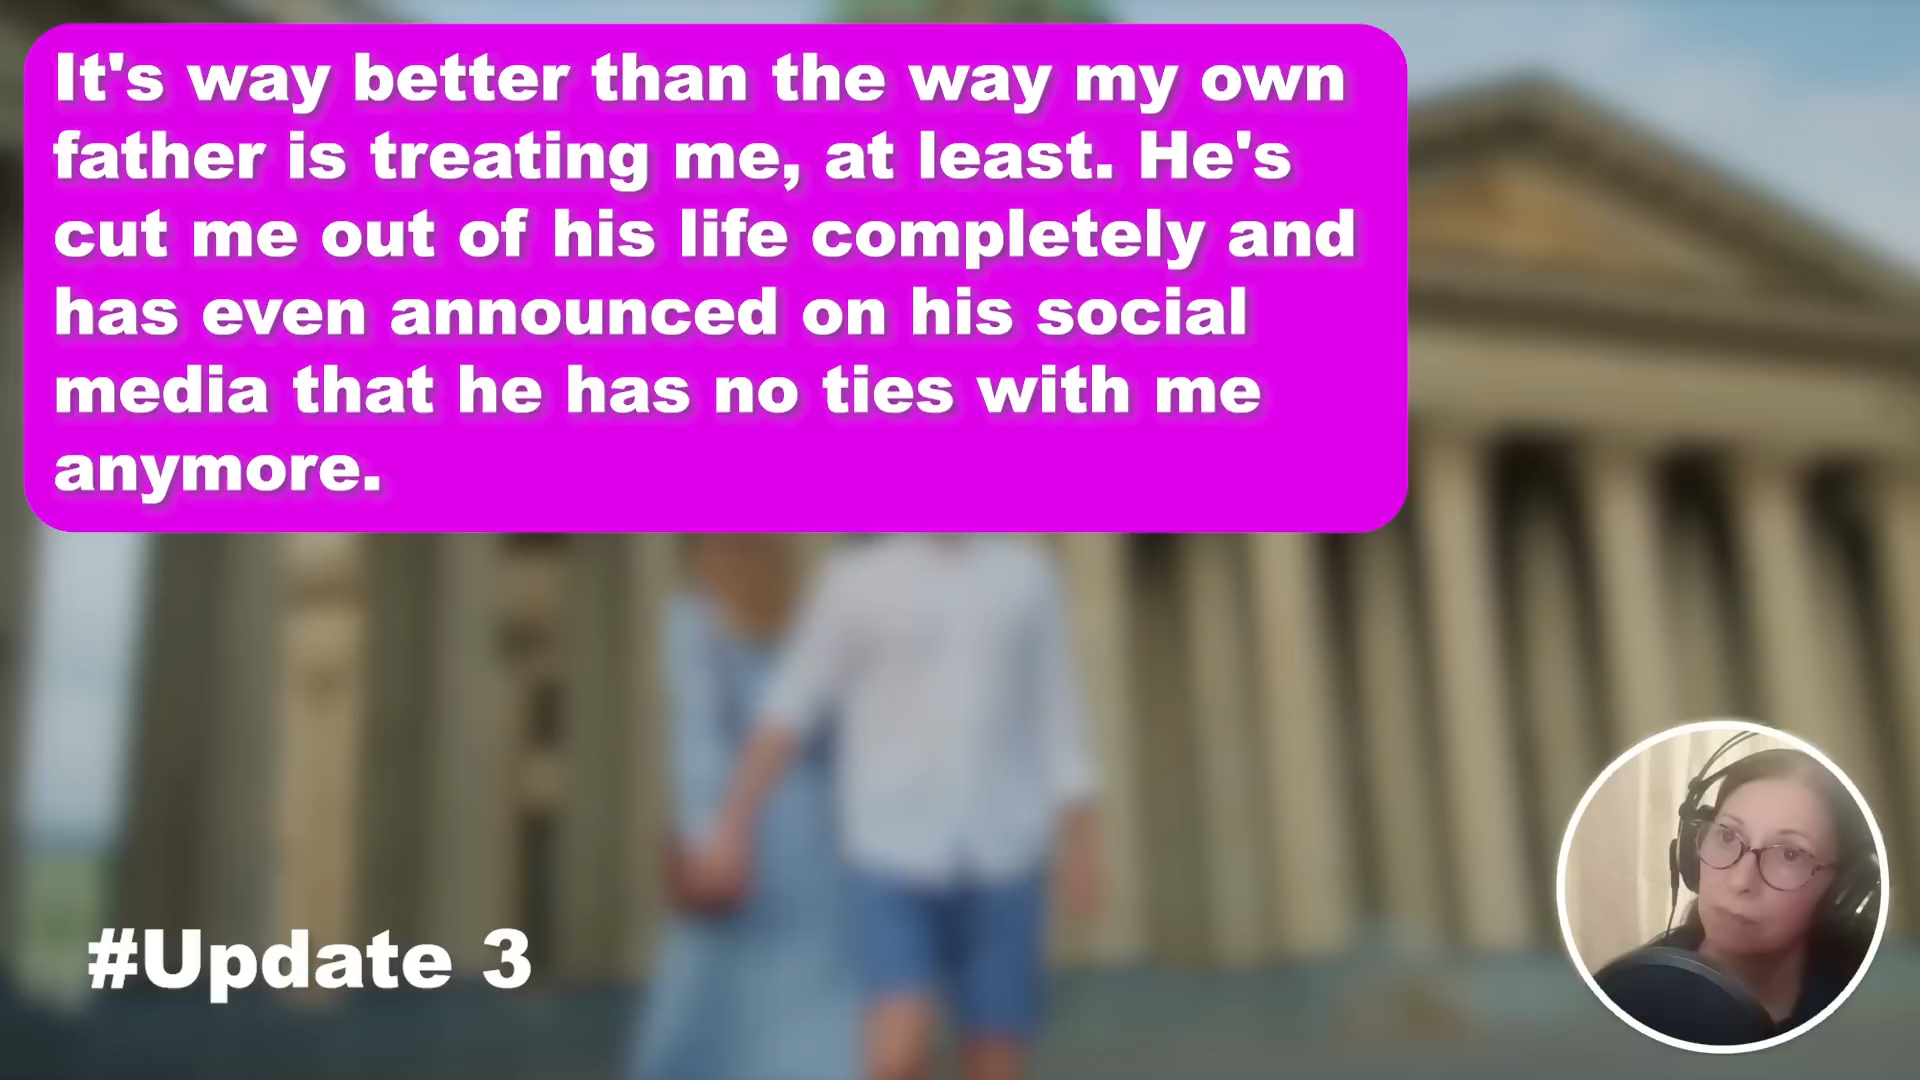 It's way better than the way my own
father is treating me, at least. He's
cut me out of his life completely and
has even announced on his social
media that he has no ties with me
anymore.
#Update 3